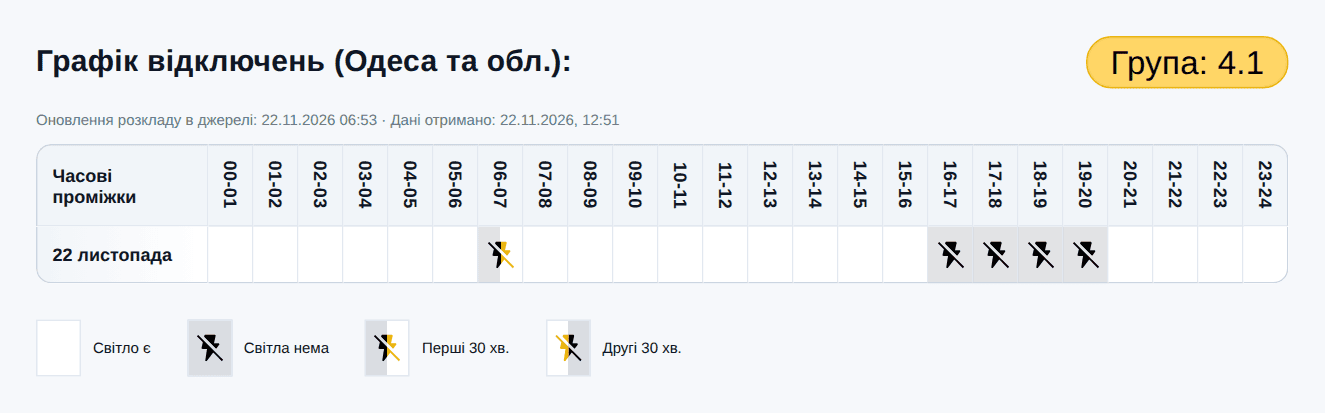 Графік відключень (Одеса та обл.):
Група: 4.1
Оновлення розкладу в джерелі: 22.11.2026 06:53 · Дані отримано: 22.11.2026, 12:51
Часові
проміжки
00-01
01-02
02-03
03-04
04-05
05-06
06-07
07-08
08-09
09-10
10-11
11-12
12-13
13-14
14-15
15-16
16-17
17-18
18-19
19-20
20-21
21-22
22-23
23-24
22 листопада
Світло є
Світла нема
Перші 30 хв.
Другі 30 хв.